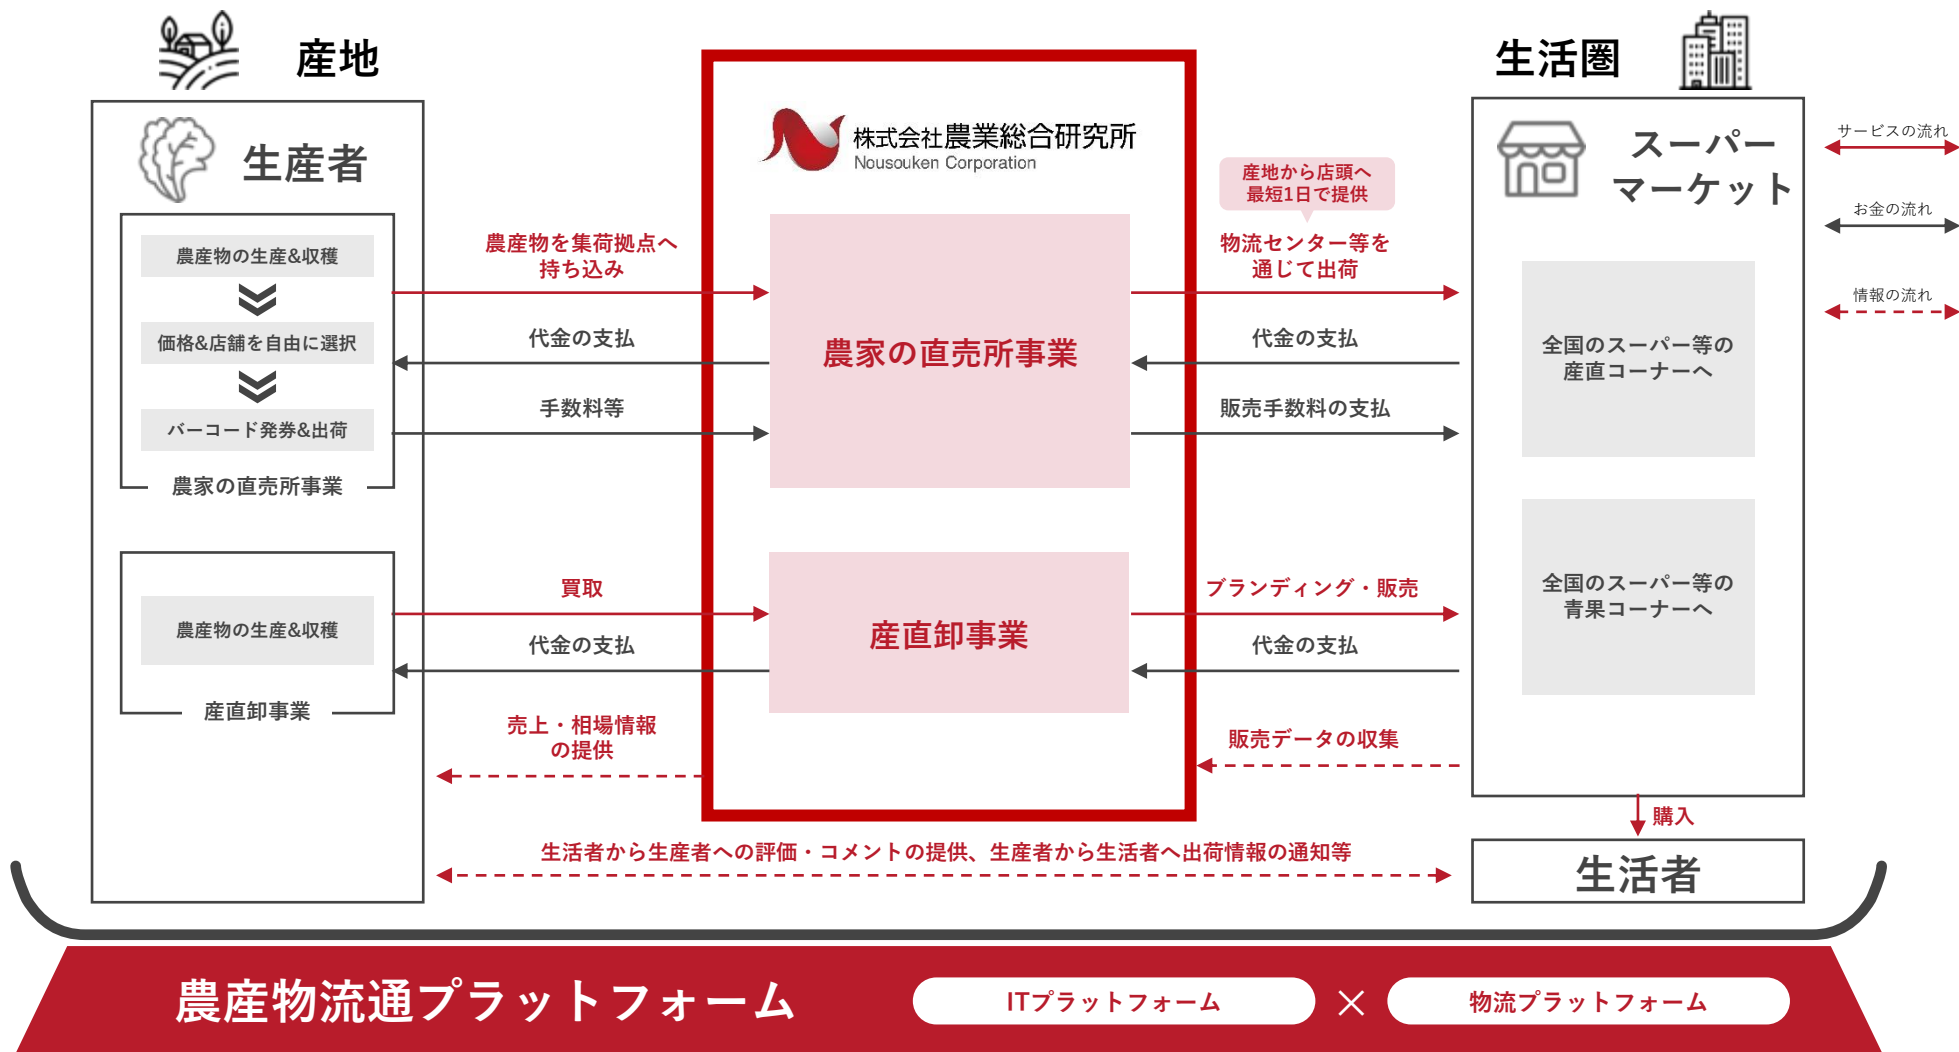 産地
生活圏
生産者
農産物の生産&収穫
価格&店舗を自由に選択
バーコード発券&出荷
農家の直売所事業
農産物の生産&収穫
産直卸事業
農産物を集荷拠点へ
持ち込み
代金の支払
手数料等
買取
代金の支払
売上・相場情報
の提供
株式会社農業総合研究所
Nousouken Corporation
農家の直売所事業
産直卸事業
産地から店頭へ
最短1日で提供
物流センター等を
通じて出荷
代金の支払
販売手数料の支払
ブランディング・販売
代金の支払
販売データの収集
スーパー
マーケット
全国のスーパー等の
産直コーナーへ
全国のスーパー等の
青果コーナーへ
購入
生活者
生活者から生産者への評価・コメントの提供、生産者から生活者へ出荷情報の通知等
サービスの流れ
お金の流れ
情報の流れ
農産物流通プラットフォーム
ITプラットフォーム
×
物流プラットフォーム